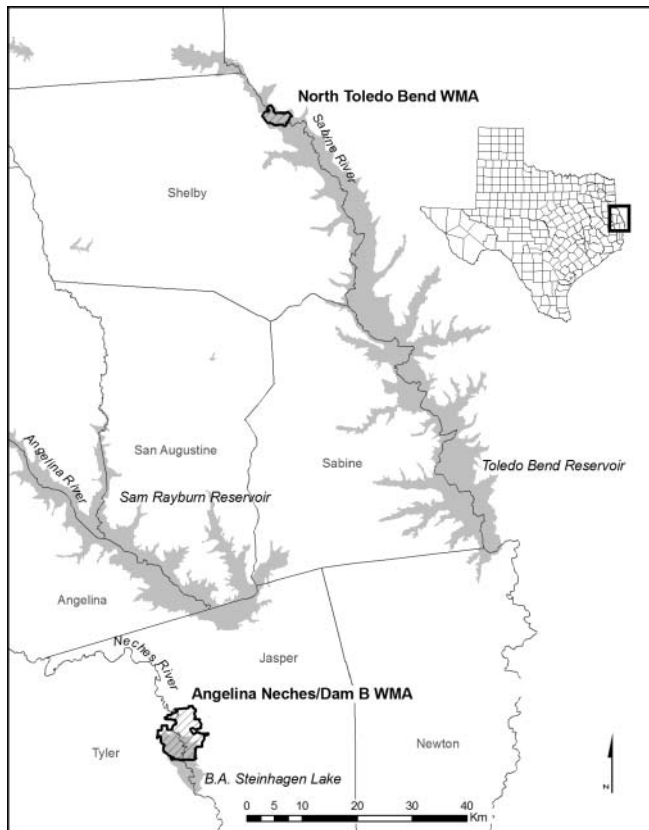 North Toledo Bend WMA
Sabine River
Shelby
Angelina River
San Augustine
Sabine
Toledo Bend Reservoir
Sam Rayburn Reservoir
Angelina
Neches River
Jasper
Angelina Neches/Dam B WMA
Tyler
Newton
B.A. Steinhagen Lake
N
0 5 10 20 30 40
Km